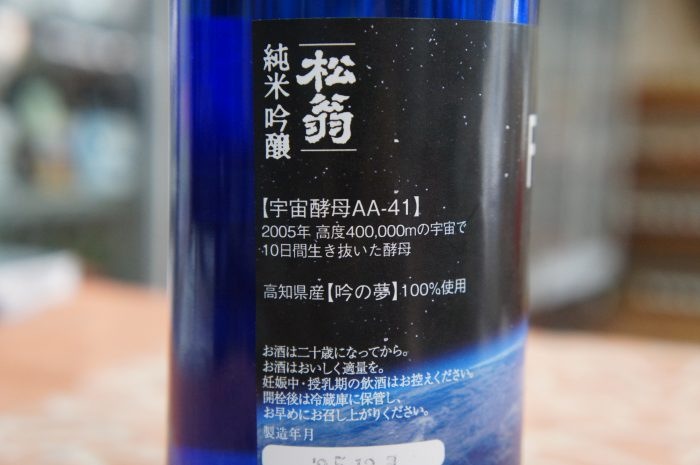 松翁
純米吟醸
【宇宙酵母AA-41】
2005年 高度400,000mの宇宙で
10日間生き抜いた酵母
高知県産【吟の夢】100%使用
お酒は二十歳になってから。
お酒はおいしく適量を。
妊娠中・授乳期の飲酒はお控えください。
開栓後は冷蔵庫に保管し、
お早めにお召し上がりください。
製造年月